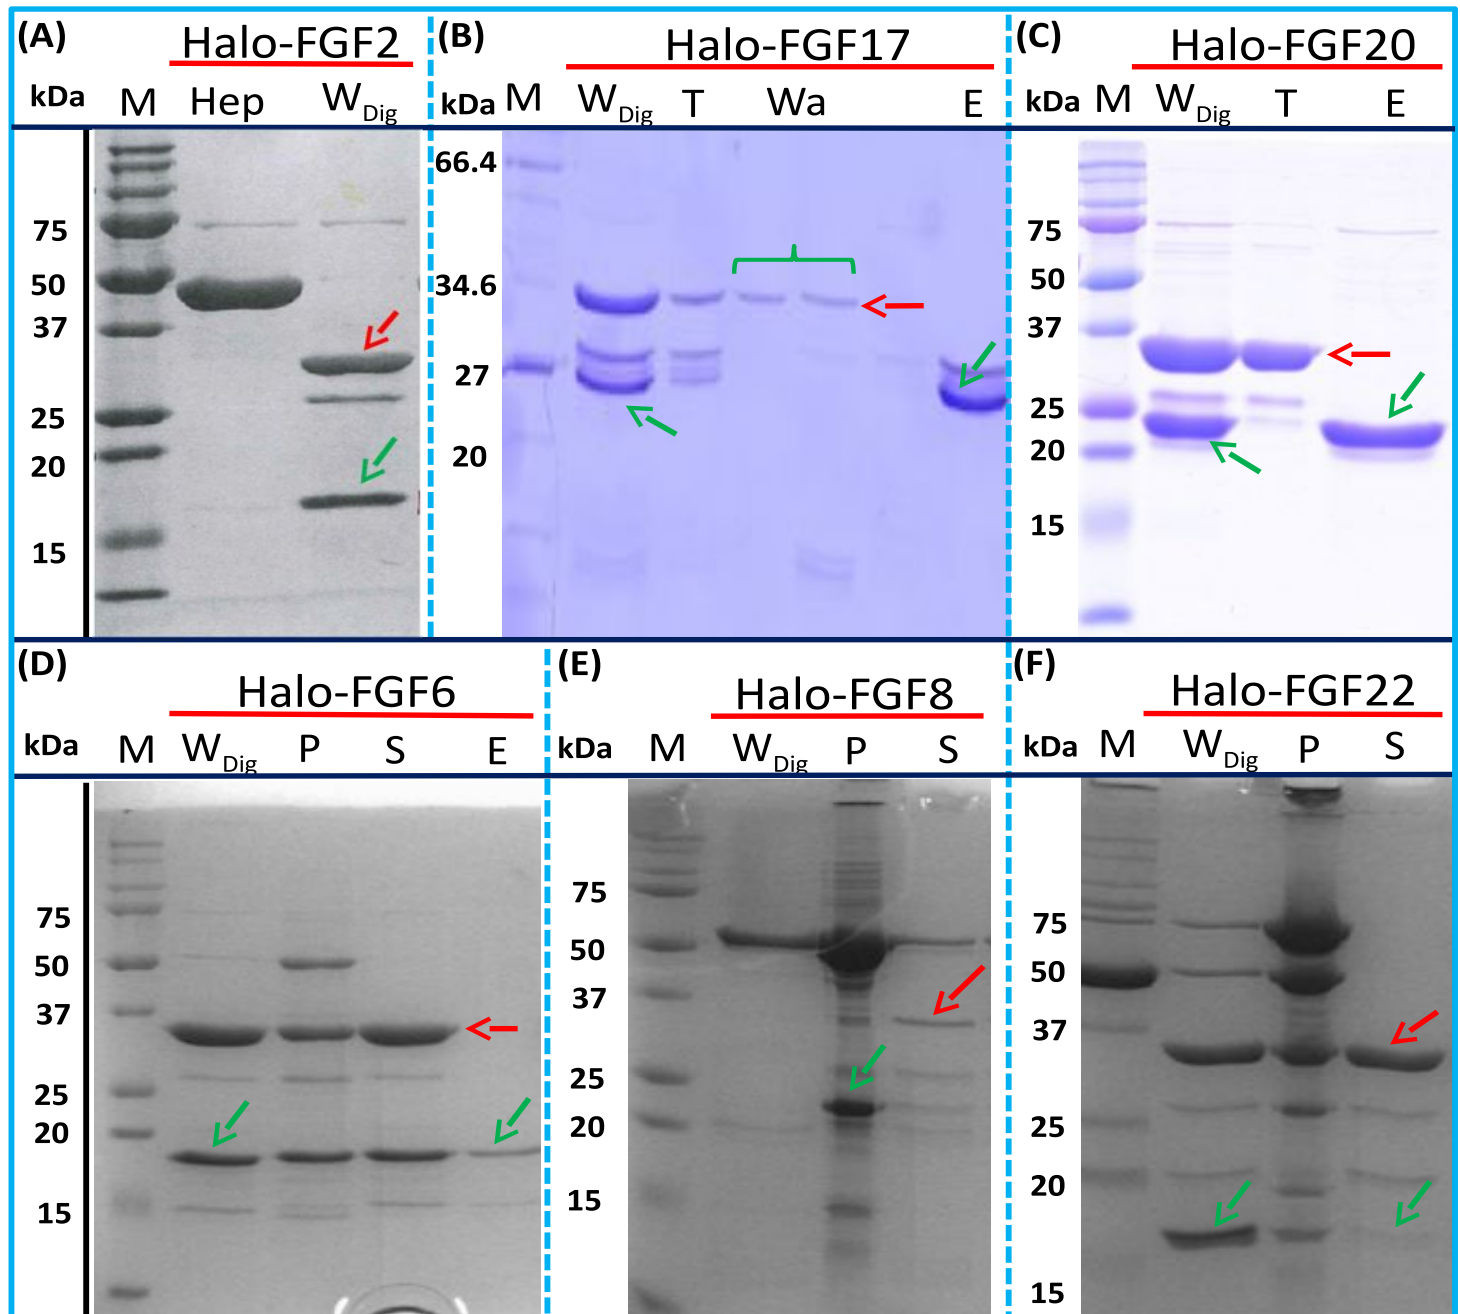 (A) Halo-FGF2
kDa M Hep WDig
75
50
37
25
20
15
(B) Halo-FGF17
kDa M WDig T Wa E
66.4
34.6
27
20
(C) Halo-FGF20
kDa M WDig T E
75
50
37
25
20
15
(D) Halo-FGF6
kDa M WDig P S E
75
50
37
25
20
15
(E) Halo-FGF8
kDa M WDig P S
75
50
37
25
20
15
(F) Halo-FGF22
kDa M WDig P S
75
50
37
25
20
15